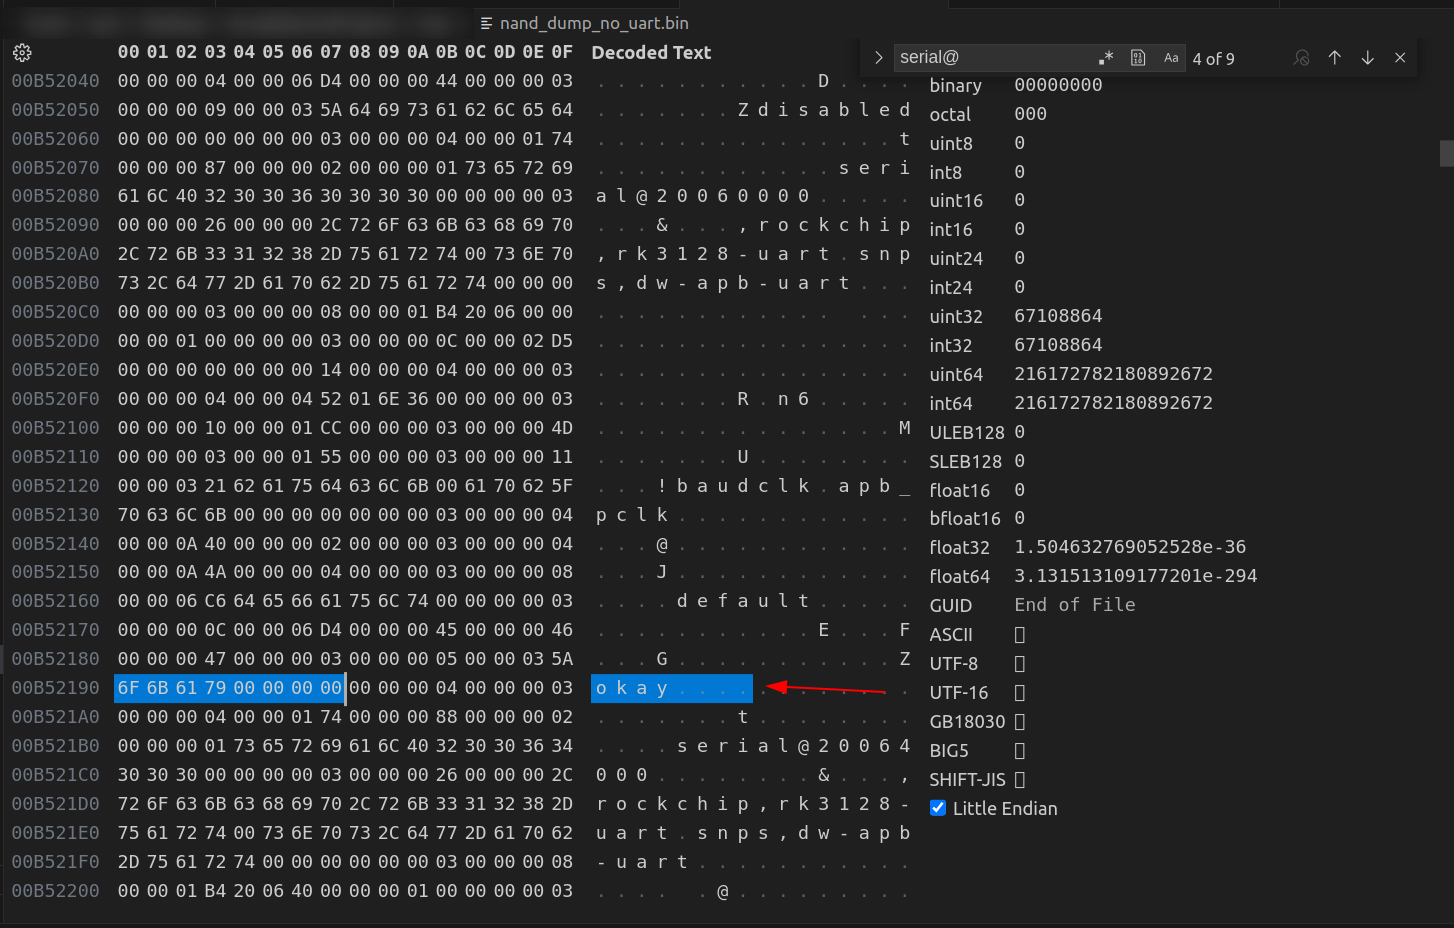 nand_dump_no_uart.bin
00 01 02 03 04 05 06 07 08 09 0A 0B 0C 0D 0E 0F Decoded Text
serial@ Aa 4 of 9
00B52040 00 00 00 04 00 00 06 D4 00 00 00 44 00 00 00 03 . . . . . . . . . . . D . . . .
00B52050 00 00 00 09 00 00 03 5A 64 69 73 61 62 6C 65 64 . . . . . . . Z d i s a b l e d
00B52060 00 00 00 00 00 00 00 03 00 00 00 04 00 00 01 74 . . . . . . . . . . . . . . . t
00B52070 00 00 00 87 00 00 00 02 00 00 00 01 73 65 72 69 . . . . . . . . . . . . s e r i
00B52080 61 6C 40 32 30 30 36 30 30 30 30 00 00 00 00 03 a l @ 2 0 0 6 0 0 0 0 . . . . .
00B52090 00 00 00 26 00 00 00 2C 72 6F 63 6B 63 68 69 70 . . . & . . . , r o c k c h i p
00B520A0 2C 72 6B 33 31 32 38 2D 75 61 72 74 00 73 6E 70 , r k 3 1 2 8 - u a r t . s n p
00B520B0 73 2C 64 77 2D 61 70 62 2D 75 61 72 74 00 00 00 s , d w - a p b - u a r t . . .
00B520C0 00 00 00 03 00 00 00 08 00 00 01 B4 20 06 00 00 . . . . . . . . . . . .   . . .
00B520D0 00 00 01 00 00 00 00 03 00 00 00 0C 00 00 02 D5 . . . . . . . . . . . . . . . .
00B520E0 00 00 00 00 00 00 00 14 00 00 00 04 00 00 00 03 . . . . . . . . . . . . . . . .
00B520F0 00 00 00 04 00 00 04 52 01 6E 36 00 00 00 00 03 . . . . . . . R . n 6 . . . . .
00B52100 00 00 00 10 00 00 01 CC 00 00 00 03 00 00 00 4D . . . . . . . . . . . . . . . M
00B52110 00 00 00 03 00 00 01 55 00 00 00 03 00 00 00 11 . . . . . . . U . . . . . . . .
00B52120 00 00 03 21 62 61 75 64 63 6C 6B 00 61 70 62 5F . . . ! b a u d c l k . a p b _
00B52130 70 63 6C 6B 00 00 00 00 00 00 00 03 00 00 00 04 p c l k . . . . . . . . . . . .
00B52140 00 00 0A 40 00 00 00 02 00 00 00 03 00 00 00 04 . . . @ . . . . . . . . . . . .
00B52150 00 00 0A 4A 00 00 00 04 00 00 00 03 00 00 00 08 . . . J . . . . . . . . . . . .
00B52160 00 00 06 C6 64 65 66 61 75 6C 74 00 00 00 00 03 . . . . d e f a u l t . . . . .
00B52170 00 00 00 0C 00 00 06 D4 00 00 00 45 00 00 00 46 . . . . . . . . . . . E . . . F
00B52180 00 00 00 47 00 00 00 03 00 00 00 05 00 00 03 5A . . . G . . . . . . . . . . . Z
00B52190 6F 6B 61 79 00 00 00 00 00 00 00 04 00 00 00 03 o k a y . . . . . . . . . . . .
00B521A0 00 00 00 04 00 00 01 74 00 00 00 88 00 00 00 02 . . . . . . . t . . . . . . . .
00B521B0 00 00 00 01 73 65 72 69 61 6C 40 32 30 30 36 34 . . . . s e r i a l @ 2 0 0 6 4
00B521C0 30 30 30 00 00 00 00 03 00 00 00 26 00 00 00 2C 0 0 0 . . . . . . . . & . . . ,
00B521D0 72 6F 63 6B 63 68 69 70 2C 72 6B 33 31 32 38 2D r o c k c h i p , r k 3 1 2 8 -
00B521E0 75 61 72 74 00 73 6E 70 73 2C 64 77 2D 61 70 62 u a r t . s n p s , d w - a p b
00B521F0 2D 75 61 72 74 00 00 00 00 00 00 03 00 00 00 08 - u a r t . . . . . . . . . . .
00B52200 00 00 01 B4 20 06 40 00 00 00 01 00 00 00 00 03 . . . .   . @ . . . . . . . . .
binary 00000000
octal 000
uint8 0
int8 0
uint16 0
int16 0
uint24 0
int24 0
uint32 67108864
int32 67108864
uint64 216172782180892672
int64 216172782180892672
ULEB128 0
SLEB128 0
float16 0
bfloat16 0
float32 1.504632769052528e-36
float64 3.131513109177201e-294
GUID End of File
ASCII
UTF-8
UTF-16
GB18030
BIG5
SHIFT-JIS
Little Endian